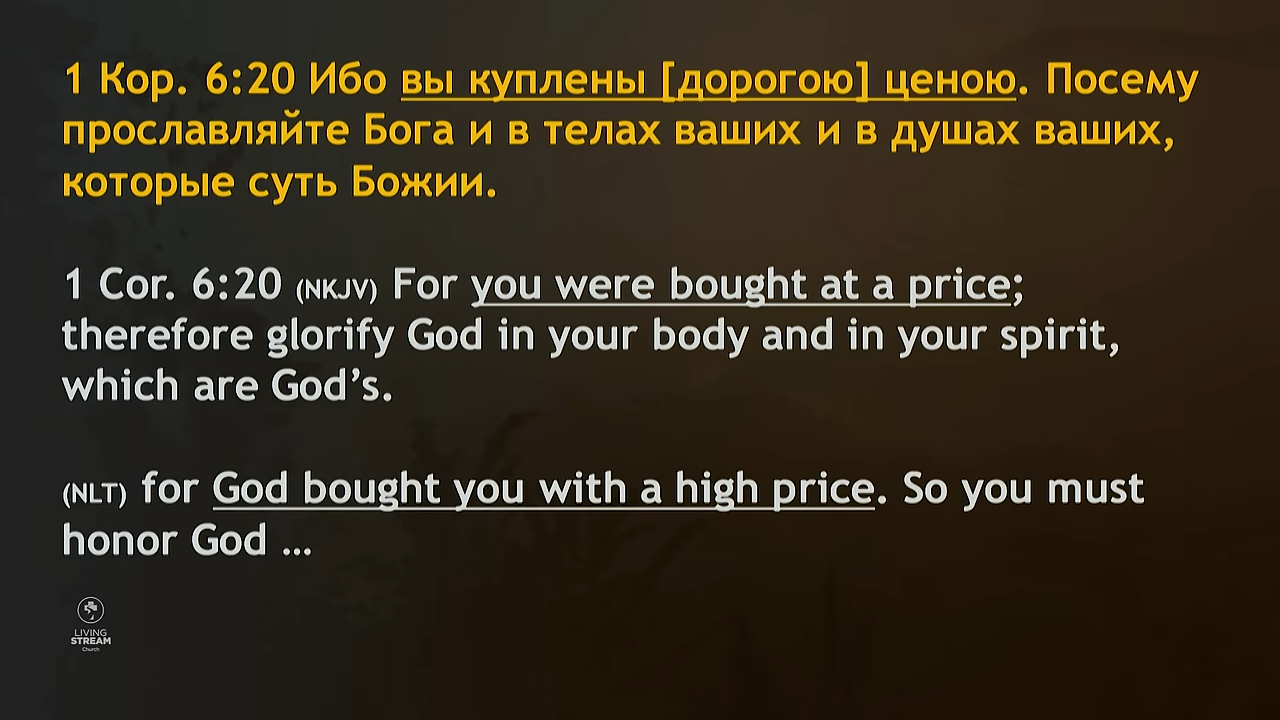 1 Кор. 6:20 Ибо вы куплены [дорогою] ценою. Посему
прославляйте Бога и в телах ваших и в душах ваших,
которые суть Божии.
1 Cor. 6:20 (NKJV) For you were bought at a price;
therefore glorify God in your body and in your spirit,
which are God’s.
(NLT) for God bought you with a high price. So you must
honor God …
LIVING
STREAM
Church